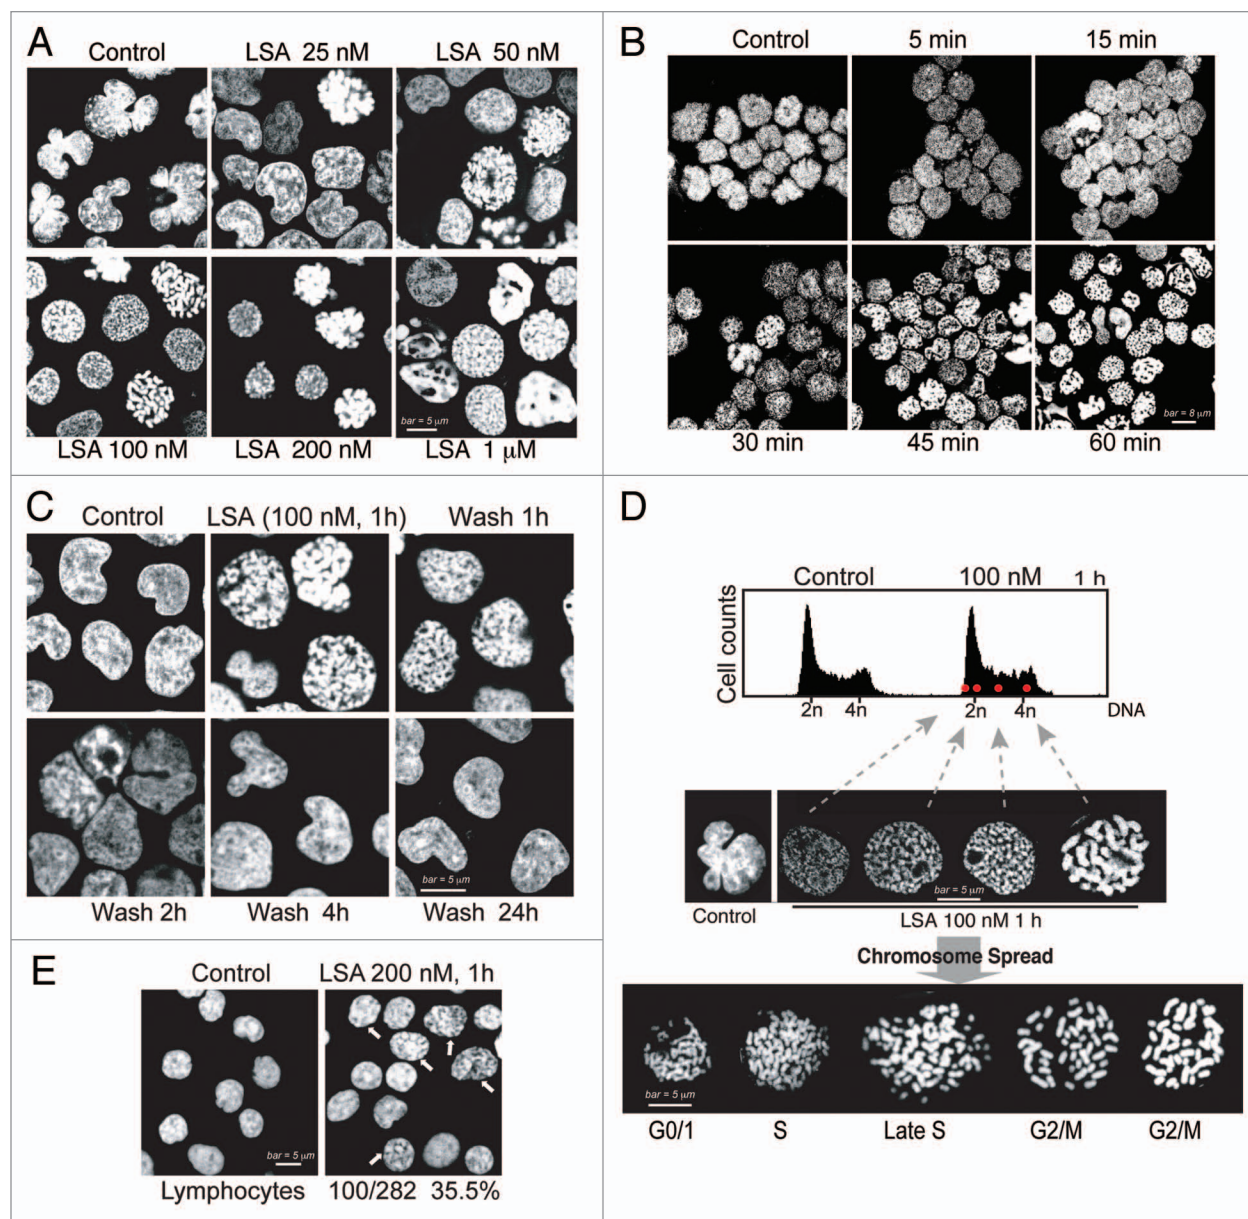 A
Control
LSA 25 nM
LSA 50 nM
bar = 5 μm
LSA 100 nM
LSA 200 nM
LSA 1 μM
B
Control
5 min
15 min
bar = 8 μm
30 min
45 min
60 min
C
Control
LSA (100 nM, 1h)
Wash 1h
bar = 5 μm
Wash 2h
Wash 4h
Wash 24h
D
Control
100 nM
1 h
Cell counts
2n
4n
2n
4n
DNA
bar = 5 μm
Control
LSA 100 nM 1 h
Chromosome Spread
bar = 5 μm
G0/1
S
Late S
G2/M
G2/M
E
Control
LSA 200 nM, 1h
bar = 5 μm
Lymphocytes
100/282 35.5%